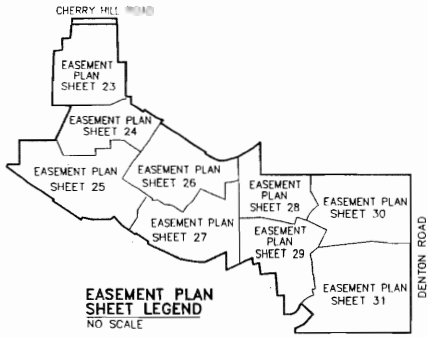 CHERRY HILL
EASEMENT
PLAN
SHEET 23
EASEMENT PLAN
SHEET 24
EASEMENT PLAN
SHEET 25
EASEMENT PLAN
SHEET 26
EASEMENT PLAN
SHEET 27
EASEMENT
PLAN
SHEET 28
EASEMENT
PLAN
SHEET 29
EASEMENT PLAN
SHEET 30
EASEMENT PLAN
SHEET 31
DENTON ROAD
EASEMENT PLAN
SHEET LEGEND
NO SCALE